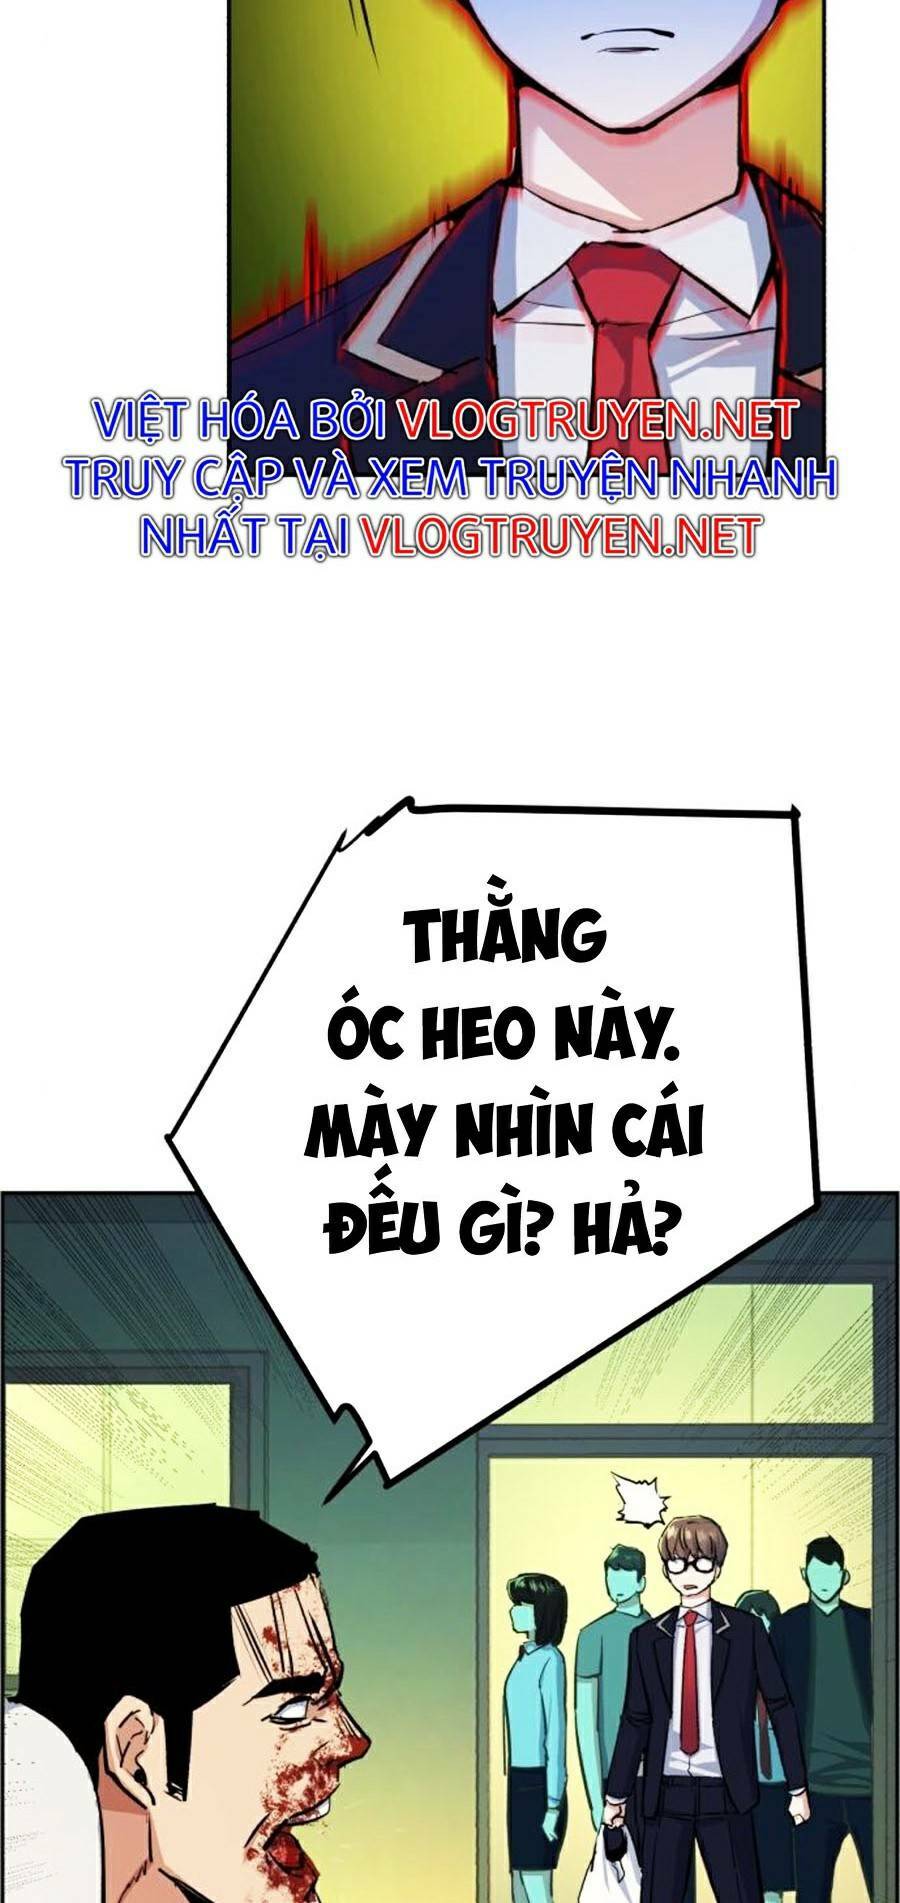 VIỆT HÓA BỞI VLOGTRUYEN.NET
TRUY CẬP VÀ XEM TRUYỆN NHANH
NHẤT TẠI VLOGTRUYEN.NET
THẰNG
ÓC HEO NÀY.
MÀY NHÌN CÁI
ĐẾU GÌ? HẢ?